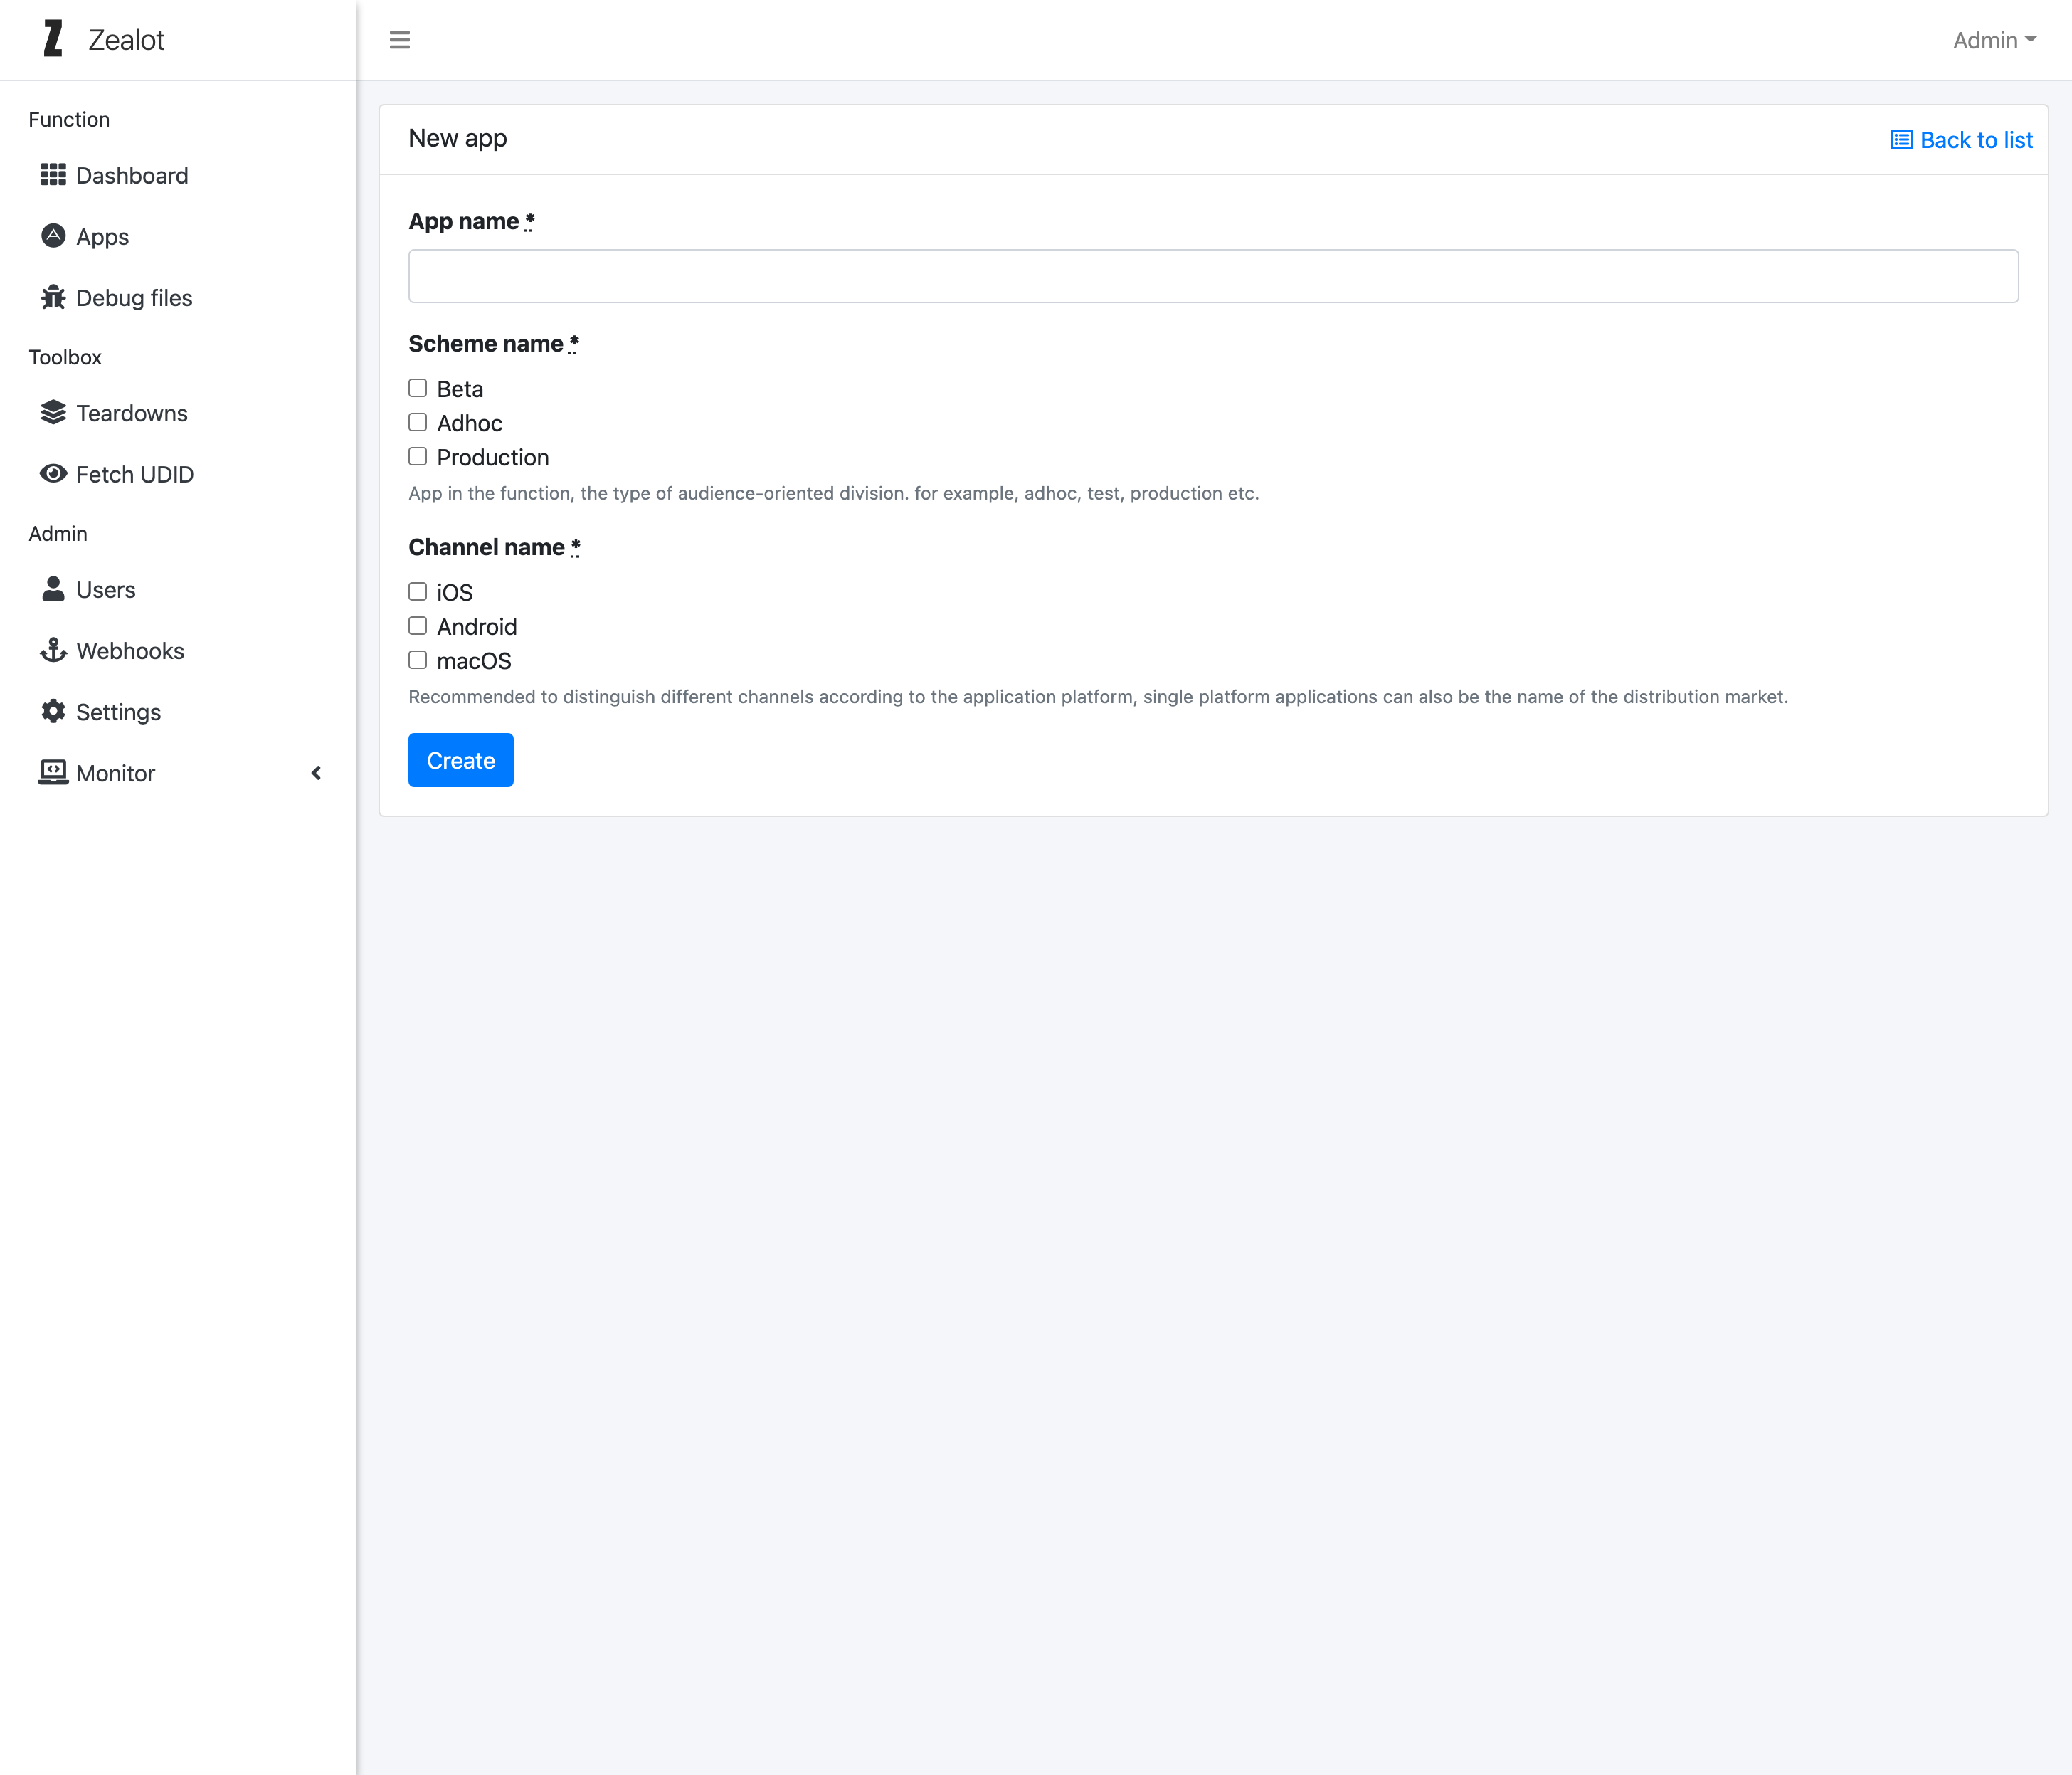 Zealot
Admin
Function
Dashboard
Apps
Debug files
Toolbox
Teardowns
Fetch UDID
Admin
Users
Webhooks
Settings
Monitor
New app
Back to list
App name *
Scheme name *
Beta
Adhoc
Production
App in the function, the type of audience-oriented division. for example, adhoc, test, production etc.
Channel name *
iOS
Android
macOS
Recommended to distinguish different channels according to the application platform, single platform applications can also be the name of the distribution market.
Create